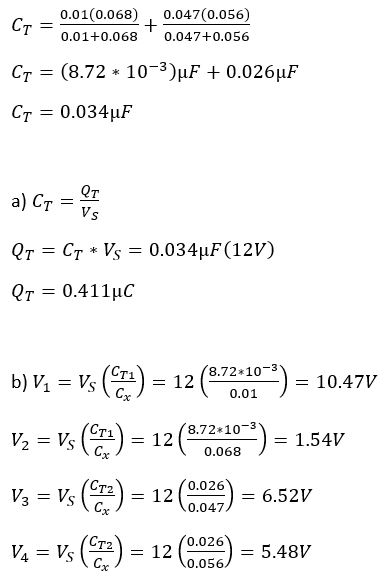 C_T = 0.01(0.068)/0.01+0.068 + 0.047(0.056)/0.047+0.056
C_T = (8.72 * 10⁻³)μF + 0.026μF
C_T = 0.034μF
a) C_T = Q_T/V_S
Q_T = C_T * V_S = 0.034μF(12V)
Q_T = 0.411μC
b) V₁ = V_S (C_T1/C_x) = 12 (8.72*10⁻³/0.01) = 10.47V
V₂ = V_S (C_T1/C_x) = 12 (8.72*10⁻³/0.068) = 1.54V
V₃ = V_S (C_T2/C_x) = 12 (0.026/0.047) = 6.52V
V₄ = V_S (C_T2/C_x) = 12 (0.026/0.056) = 5.48V